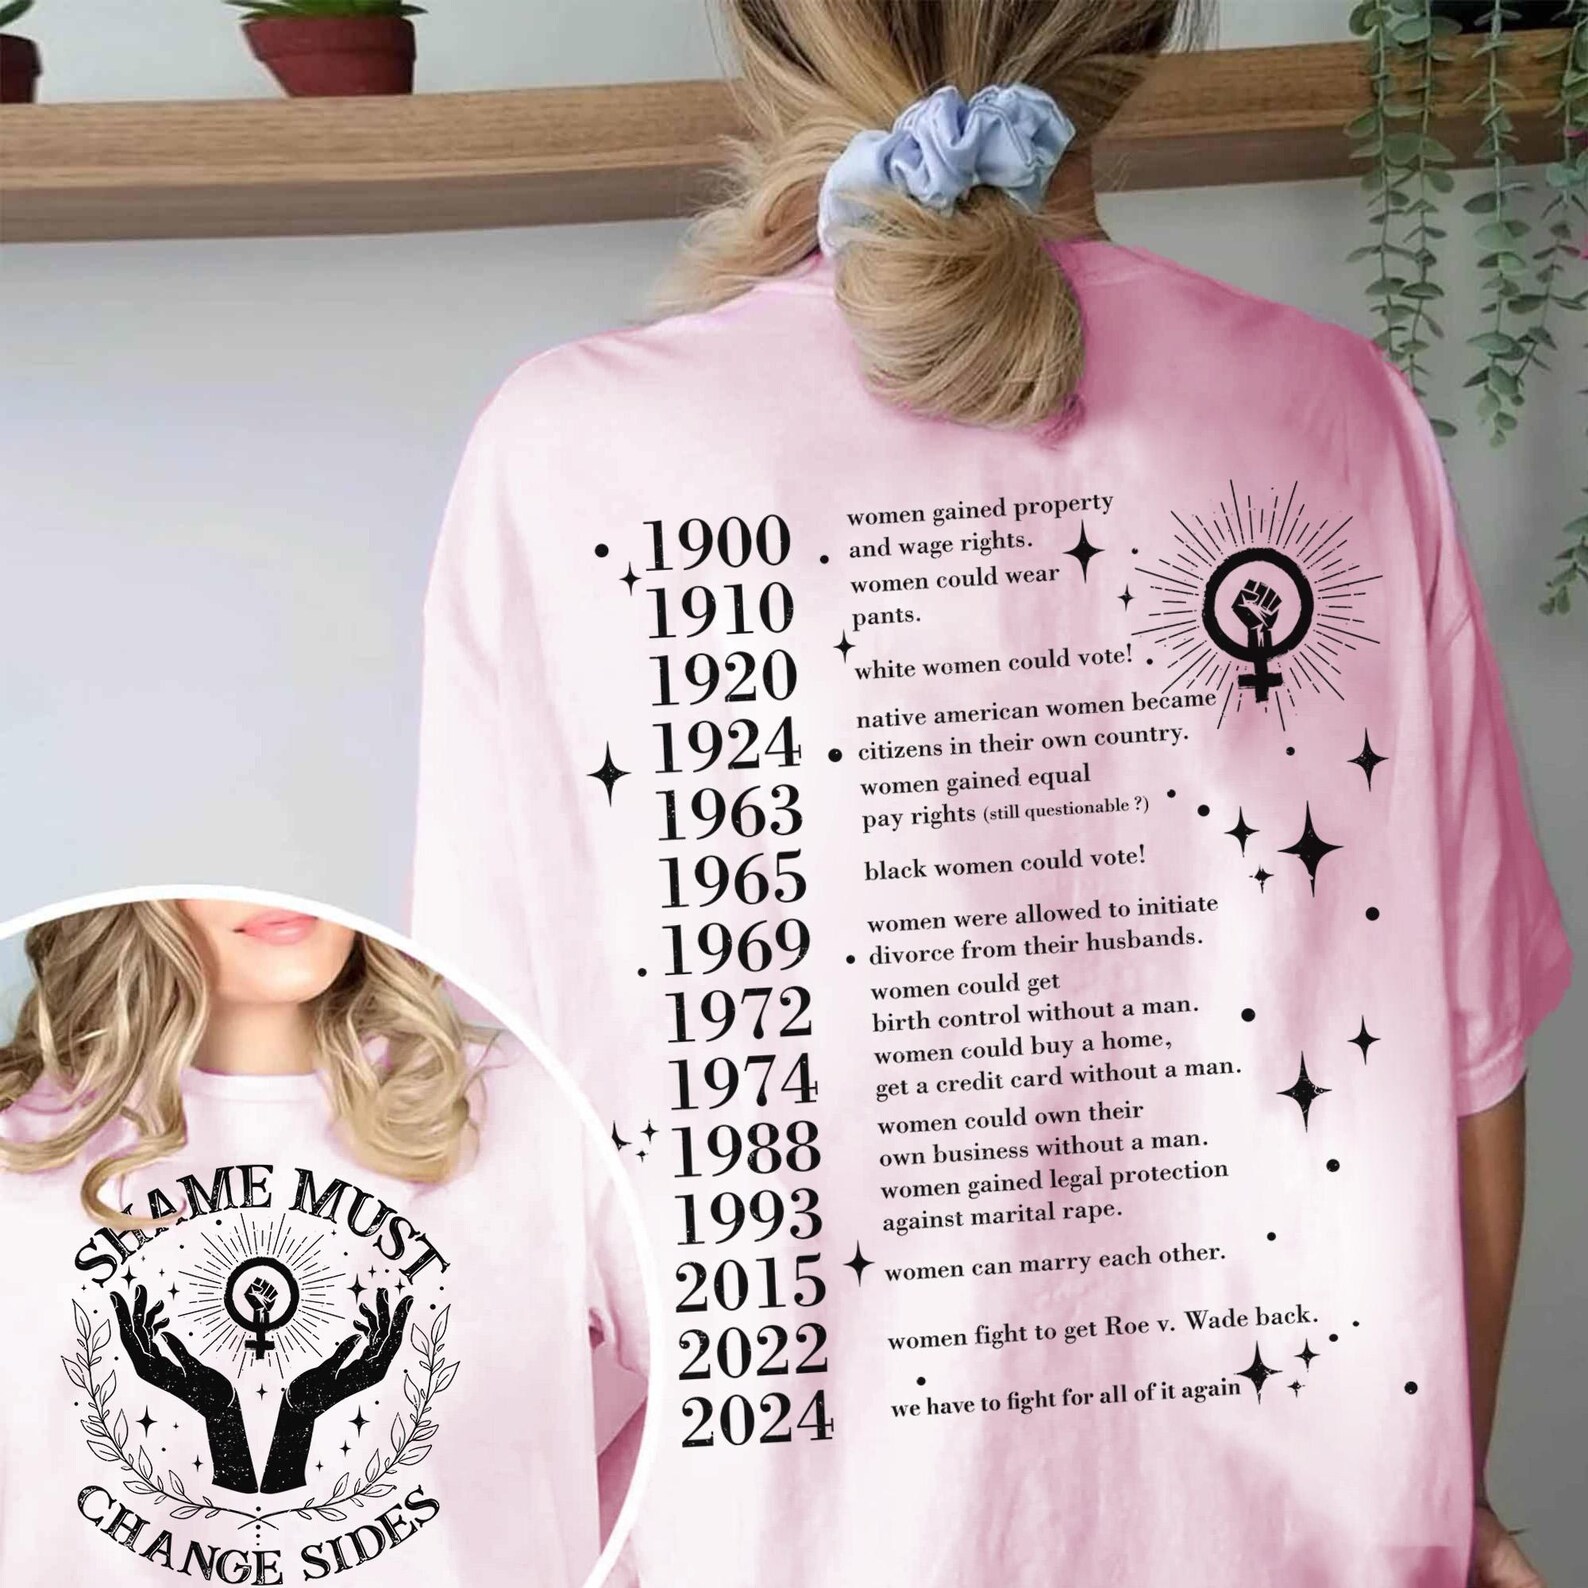 1900 women gained property
and wage rights.
1910 women could wear
pants.
1920 white women could vote!
1924 native american women became
citizens in their own country.
1963 women gained equal
pay rights (still questionable ?)
1965 black women could vote!
1969 women were allowed to initiate
divorce from their husbands.
1972 women could get
birth control without a man.
1974 women could buy a home,
get a credit card without a man.
1988 women could own their
own business without a man.
1993 women gained legal protection
against marital rape.
2015 women can marry each other.
2022 women fight to get Roe v. Wade back.
2024 we have to fight for all of it again
SHAME MUST
CHANGE SIDES